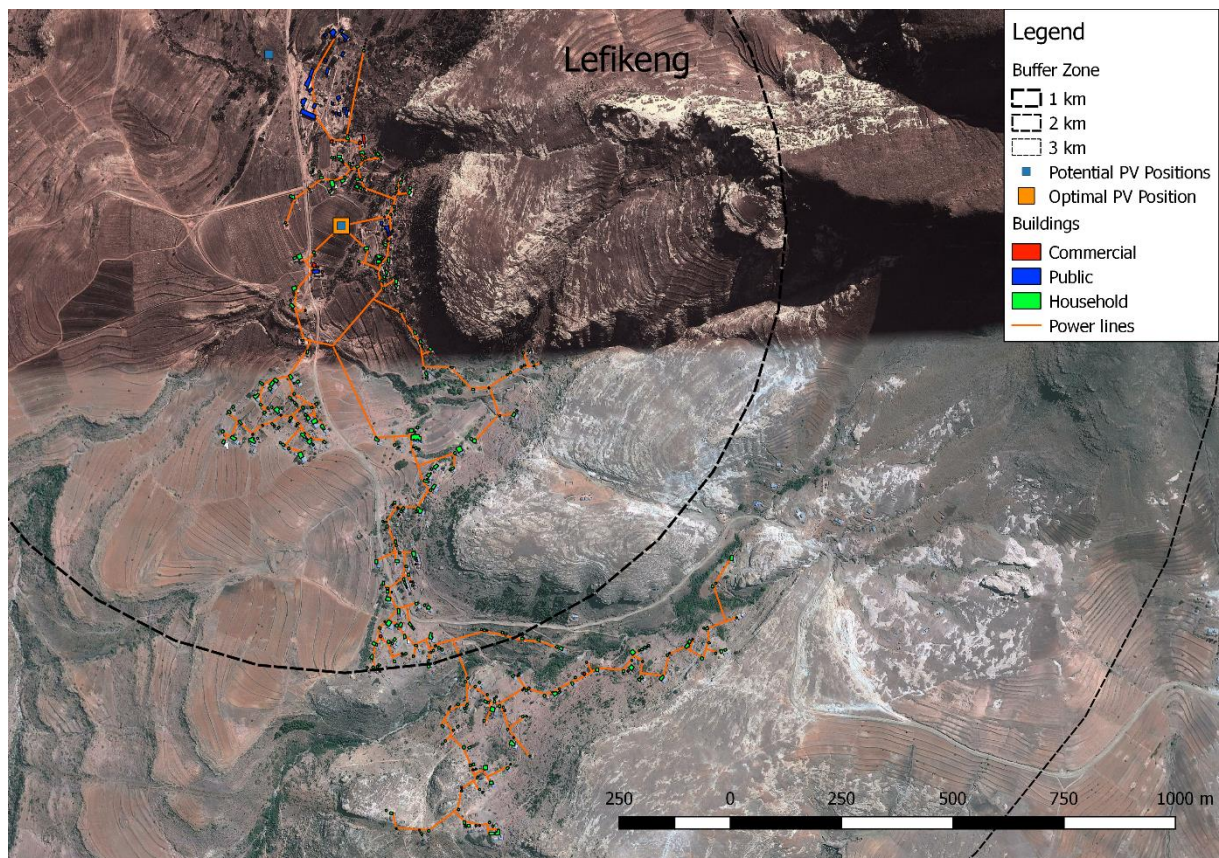 Lefikeng
Legend
Buffer Zone
1 km
2 km
3 km
Potential PV Positions
Optimal PV Position
Buildings
Commercial
Public
Household
Power lines
250 0 250 500 750 1000 m